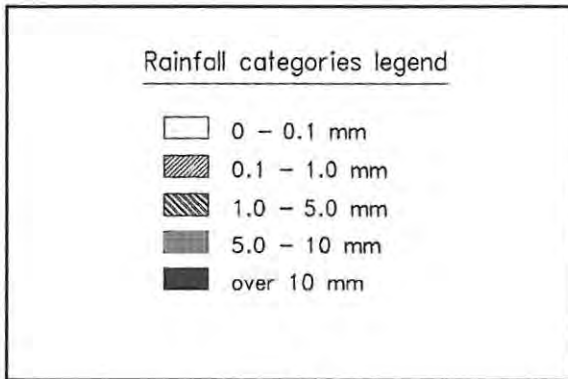 Rainfall categories legend
0 – 0.1 mm
0.1 – 1.0 mm
1.0 – 5.0 mm
5.0 – 10 mm
over 10 mm